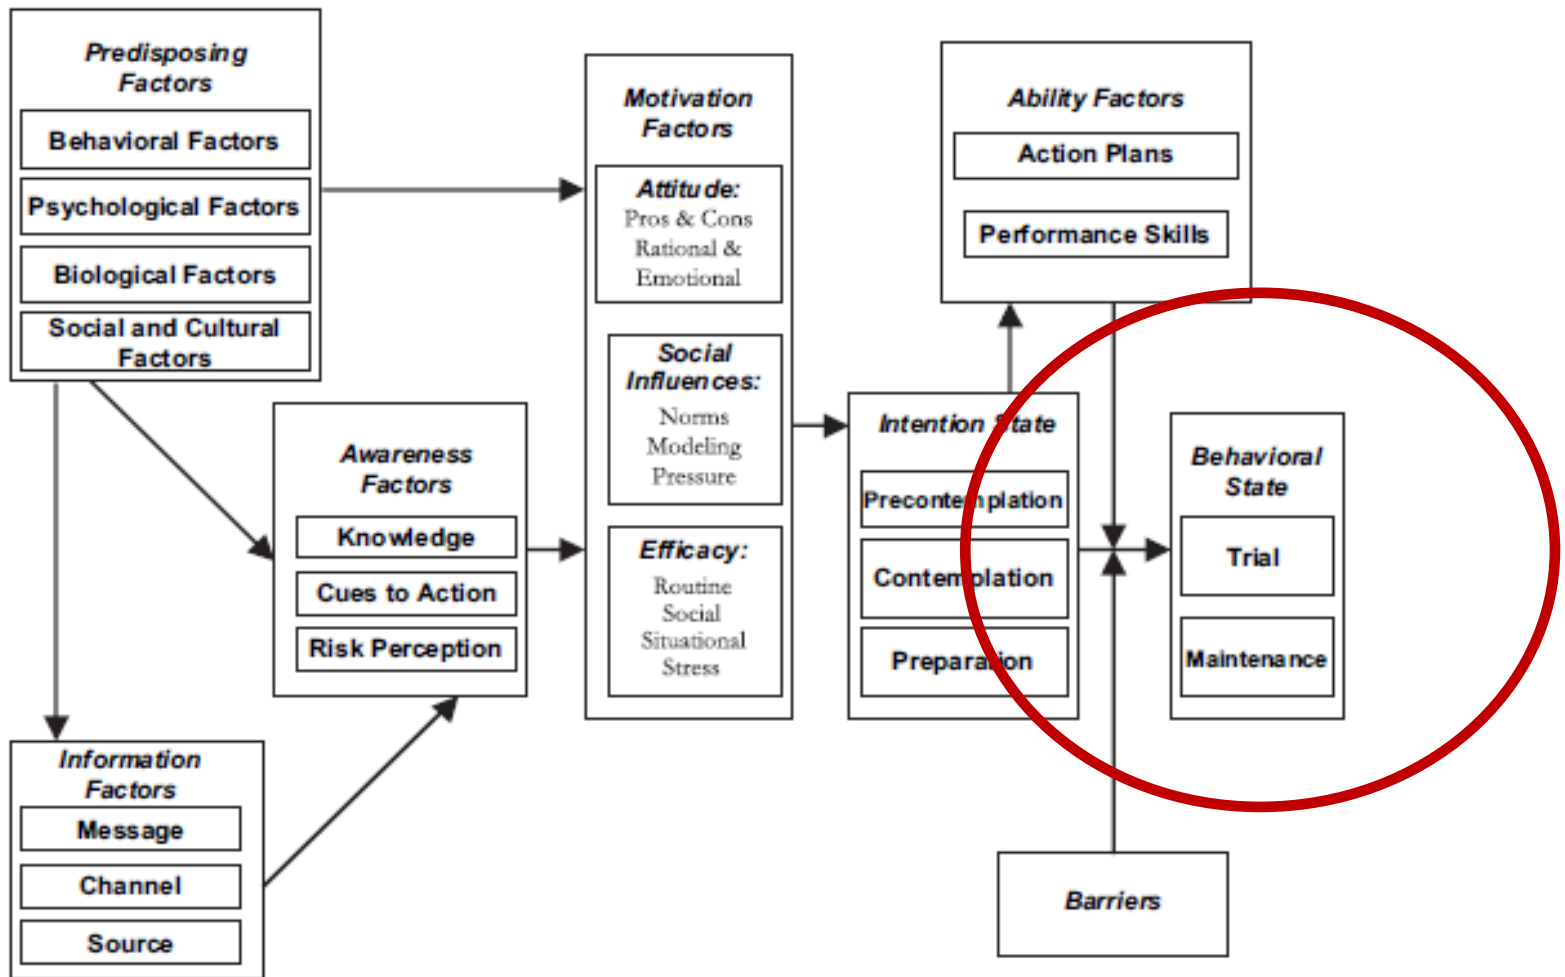 Predisposing
Factors
Behavioral Factors
Psychological Factors
Biological Factors
Social and Cultural
Factors
Information
Factors
Message
Channel
Source
Awareness
Factors
Knowledge
Cues to Action
Risk Perception
Motivation
Factors
Attitude:
Pros & Cons
Rational &
Emotional
Social
Influences:
Norms
Modeling
Pressure
Efficacy:
Routine
Social
Situational
Stress
Intention State
Precontemplation
Contemplation
Preparation
Ability Factors
Action Plans
Performance Skills
Behavioral
State
Trial
Maintenance
Barriers